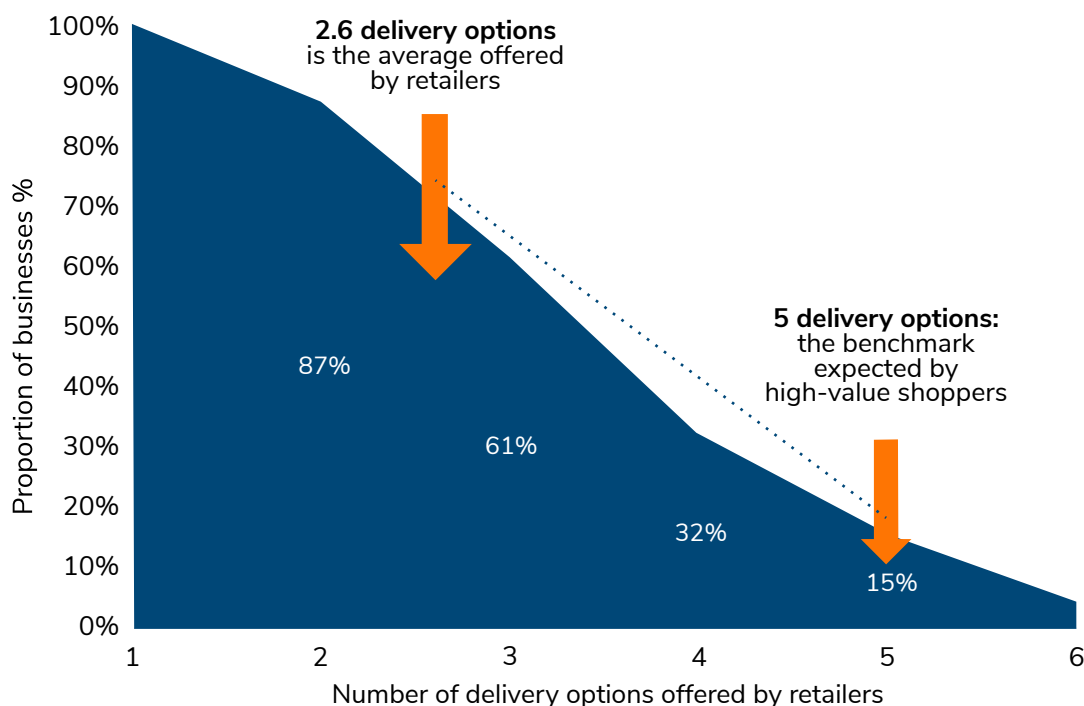 100%
90%
80%
70%
60%
50%
40%
30%
20%
10%
0%
Proportion of businesses %
2.6 delivery options
is the average offered
by retailers
5 delivery options:
the benchmark
expected by
high-value shoppers
87%
61%
32%
15%
1 2 3 4 5 6
Number of delivery options offered by retailers